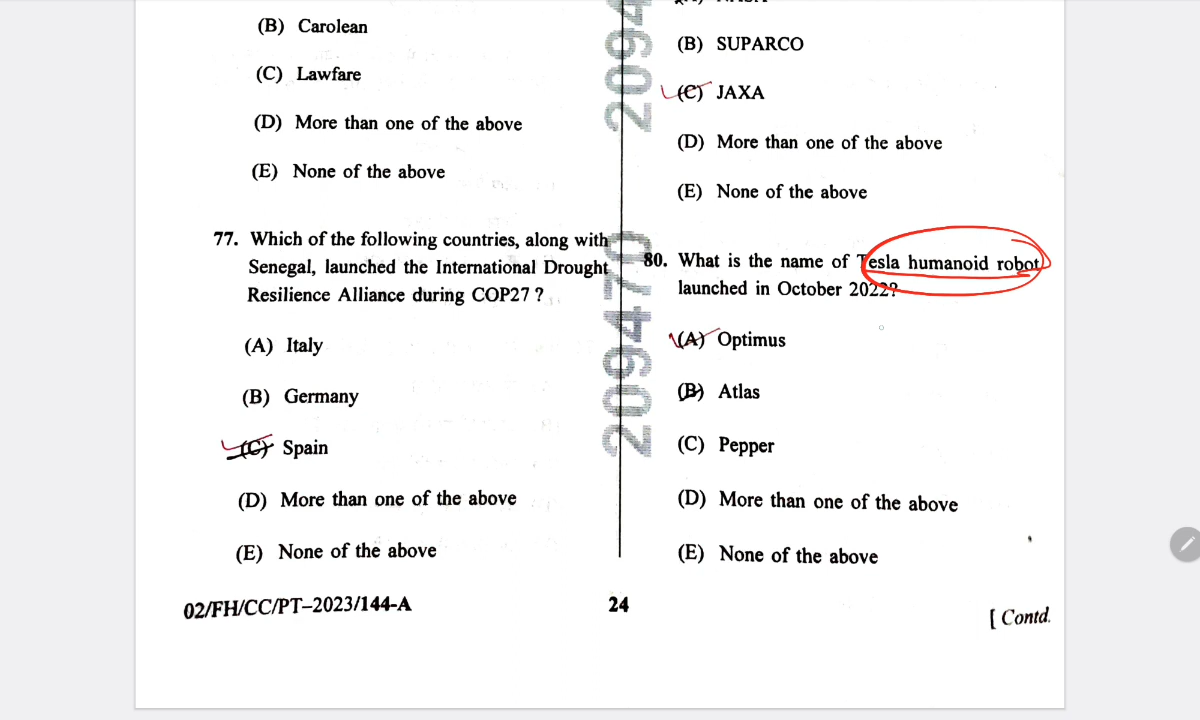 (B) Carolean
(C) Lawfare
(D) More than one of the above
(E) None of the above
77. Which of the following countries, along with
Senegal, launched the International Drought
Resilience Alliance during COP27 ?
(A) Italy
(B) Germany
(C) Spain
(D) More than one of the above
(E) None of the above
(B) SUPARCO
(C) JAXA
(D) More than one of the above
(E) None of the above
80. What is the name of Tesla humanoid robot
launched in October 2022?
(A) Optimus
(B) Atlas
(C) Pepper
(D) More than one of the above
(E) None of the above
02/FH/CC/PT–2023/144-A
24
[ Contd.